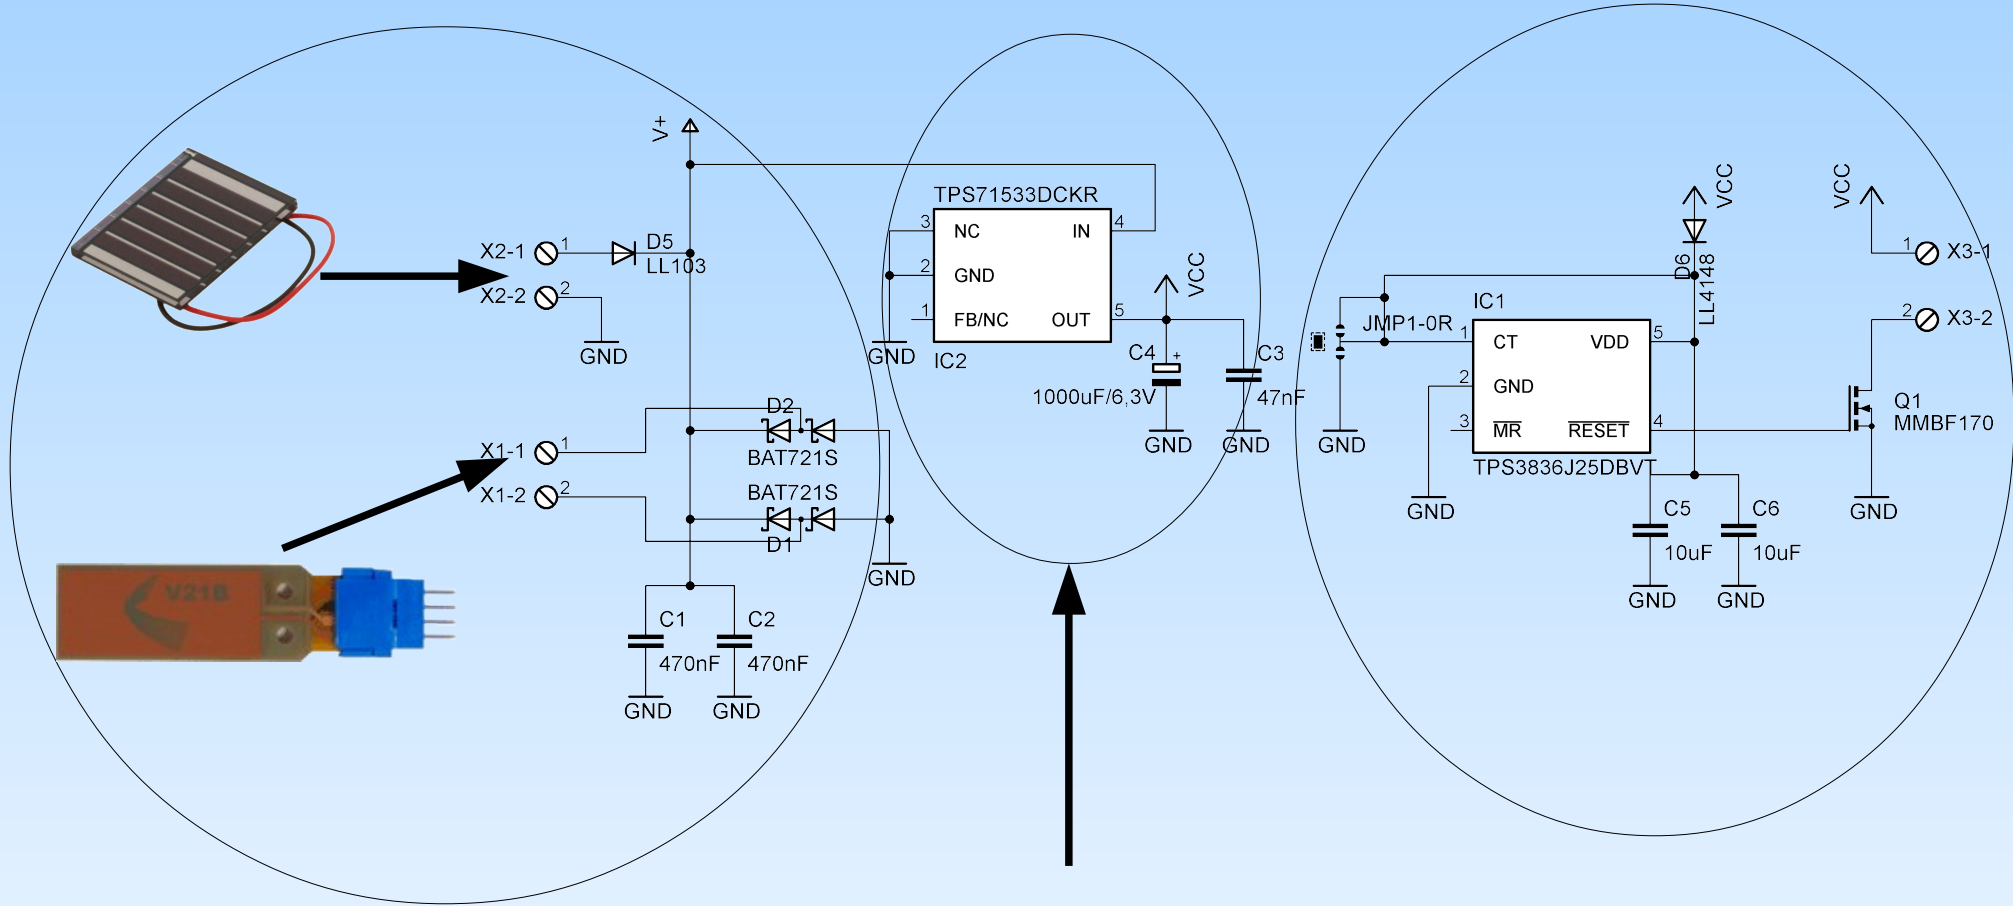 V+
X2-1
1
D5
LL103
X2-2
2
GND
X1-1
1
X1-2
2
D2
BAT721S
BAT721S
D1
GND
V21B
C1
470nF
GND
C2
470nF
GND
TPS71533DCKR
3
NC
IN
4
2
GND
1
FB/NC
OUT
5
GND
IC2
VCC
C4
+
1000uF/6,3V
GND
C3
47nF
GND
VCC
D6
LL4148
JMP1-0R
GND
IC1
1
CT
VDD
5
2
GND
3
MR
RESET
4
TPS3836J25DBVT
GND
C5
10uF
GND
C6
10uF
GND
VCC
1
X3-1
2
X3-2
Q1
MMBF170
GND